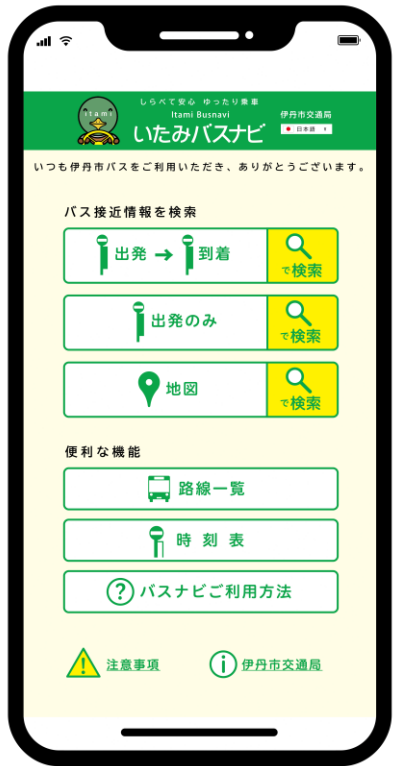 itami
しらべて安心 ゆったり乗車
Itami Busnavi
いたみバスナビ
伊丹市交通局
日本語
いつも伊丹市バスをご利用いただき、ありがとうございます。
バス接近情報を検索
出発 → 到着
で検索
出発のみ
で検索
地図
で検索
便利な機能
路線一覧
時刻表
? バスナビご利用方法
! 注意事項
i 伊丹市交通局